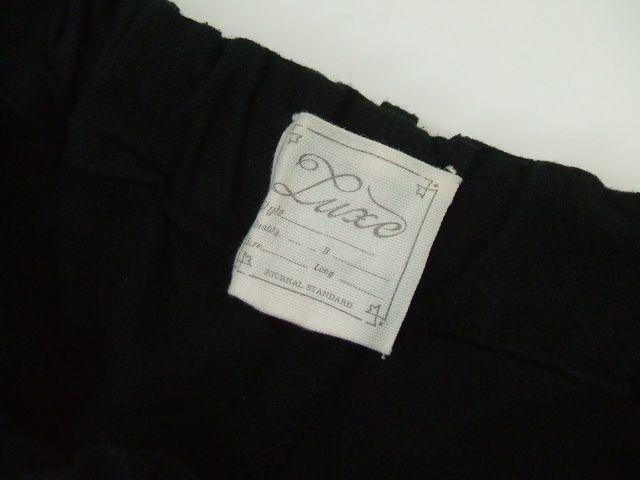 Luxe
Style
Quality B
Size Long
JOURNAL STANDARD